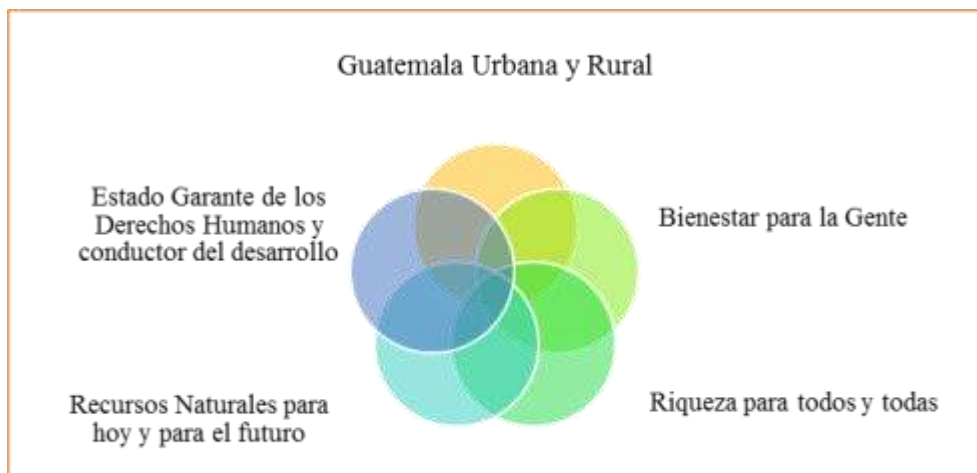 Guatemala Urbana y Rural
Estado Garante de los
Derechos Humanos y
conductor del desarrollo
Bienestar para la Gente
Recursos Naturales para
hoy y para el futuro
Riqueza para todos y todas